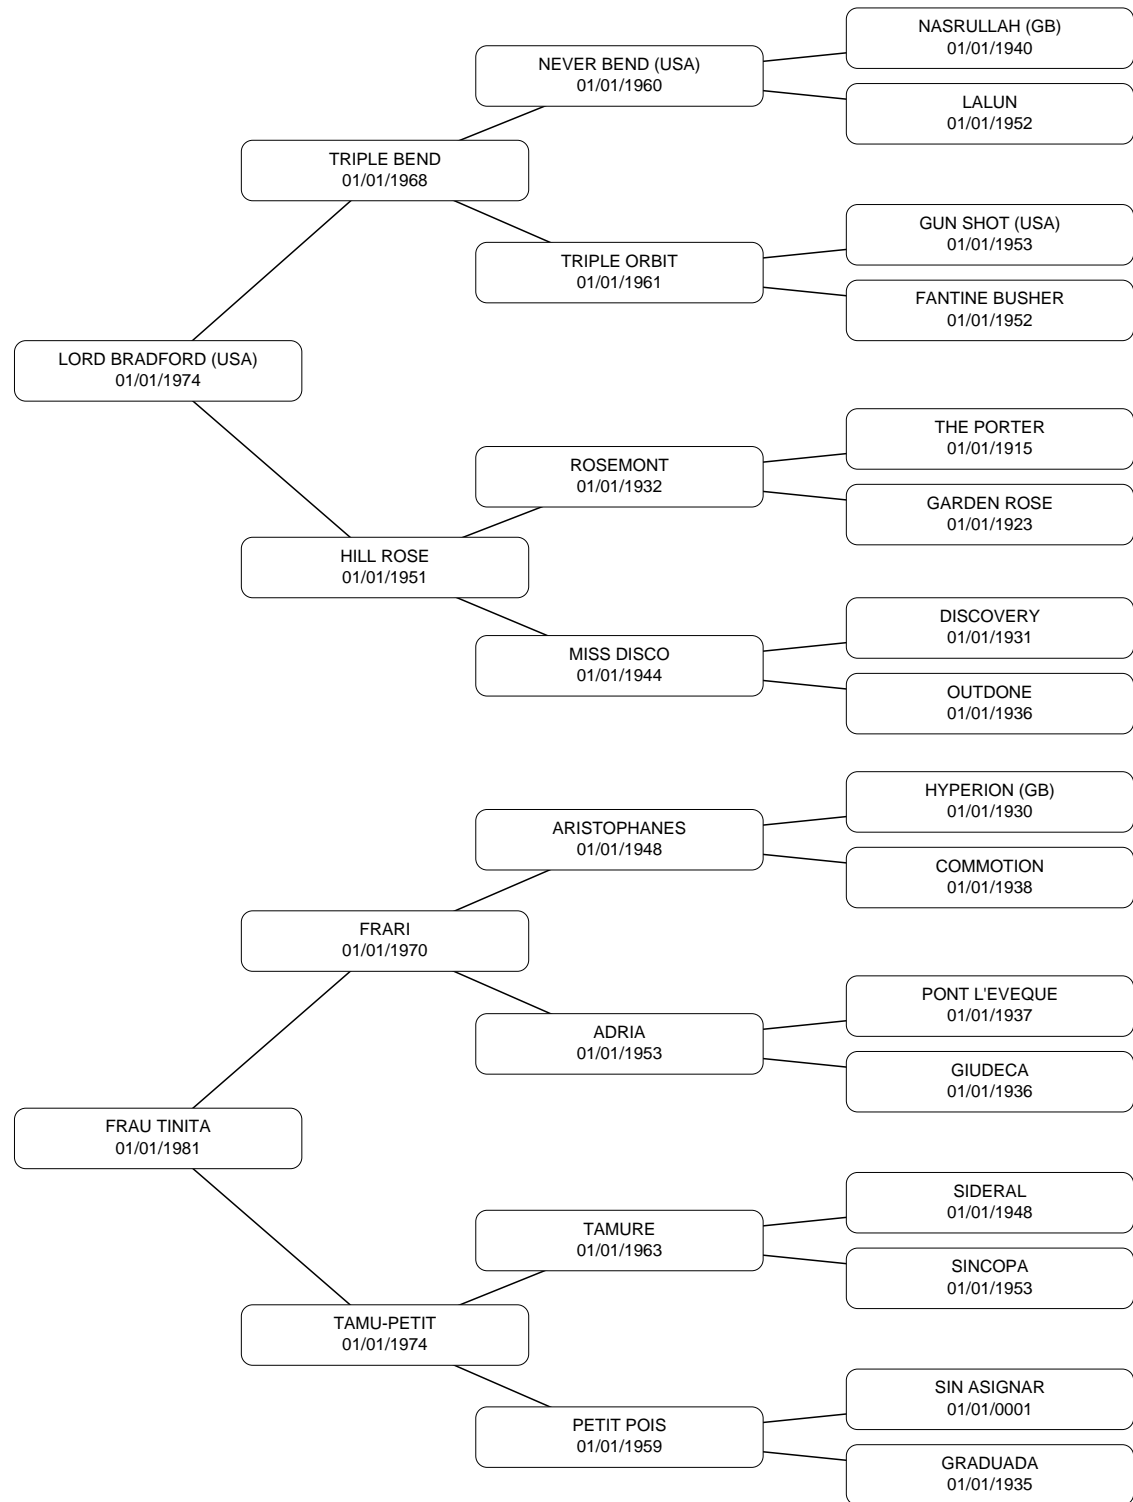 NASRULLAH (GB)
01/01/1940
NEVER BEND (USA)
01/01/1960
LALUN
01/01/1952
TRIPLE BEND
01/01/1968
GUN SHOT (USA)
01/01/1953
TRIPLE ORBIT
01/01/1961
FANTINE BUSHER
01/01/1952
LORD BRADFORD (USA)
01/01/1974
THE PORTER
01/01/1915
ROSEMONT
01/01/1932
GARDEN ROSE
01/01/1923
HILL ROSE
01/01/1951
DISCOVERY
01/01/1931
MISS DISCO
01/01/1944
OUTDONE
01/01/1936
HYPERION (GB)
01/01/1930
ARISTOPHANES
01/01/1948
COMMOTION
01/01/1938
FRARI
01/01/1970
PONT L'EVEQUE
01/01/1937
ADRIA
01/01/1953
GIUDECA
01/01/1936
FRAU TINITA
01/01/1981
SIDERAL
01/01/1948
TAMURE
01/01/1963
SINCOPA
01/01/1953
TAMU-PETIT
01/01/1974
SIN ASIGNAR
01/01/0001
PETIT POIS
01/01/1959
GRADUADA
01/01/1935